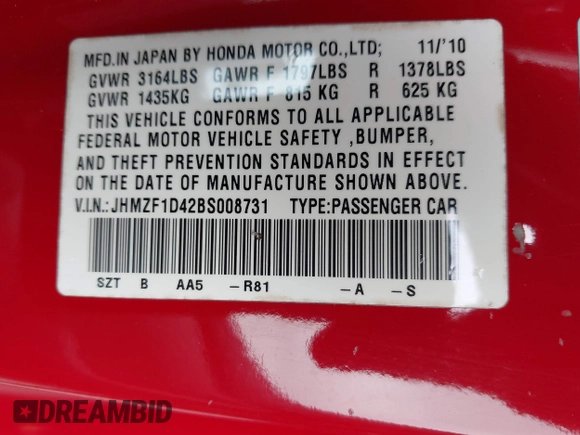 MFD.IN JAPAN BY HONDA MOTOR CO.,LTD; 11/'10
GVWR 3164LBS GAWR F 1797LBS R 1378LBS
GVWR 1435KG GAWR F 815 KG R 625 KG
THIS VEHICLE CONFORMS TO ALL APPLICABLE
FEDERAL MOTOR VEHICLE SAFETY ,BUMPER,
AND THEFT PREVENTION STANDARDS IN EFFECT
ON THE DATE OF MANUFACTURE SHOWN ABOVE.
V.I.N.:JHMZF1D42BS008731 TYPE:PASSENGER CAR
SZT B AA5 –R81 –A –S
DREAMBID